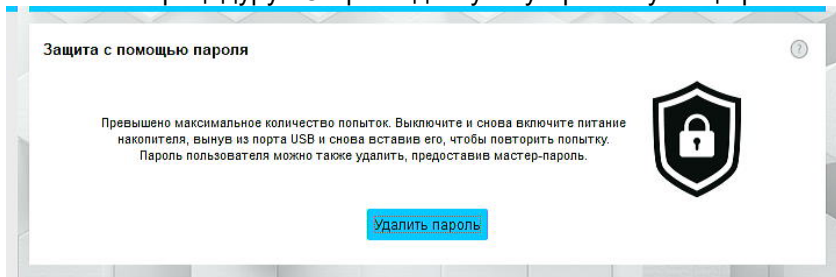 Защита с помощью пароля
?
Превышено максимальное количество попыток. Выключите и снова включите питание
накопителя, вынув из порта USB и снова вставив его, чтобы повторить попытку.
Пароль пользователя можно также удалить, предоставив мастер-пароль.
Удалить пароль